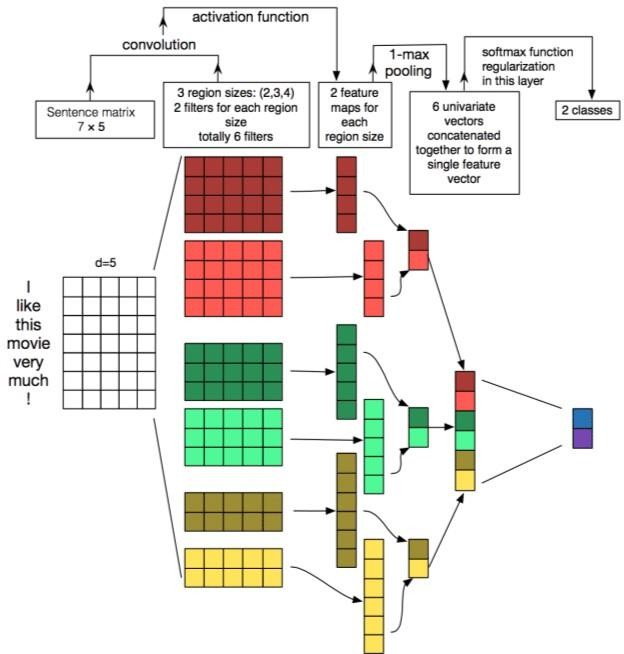 activation function
convolution
1-max
pooling
softmax function
regularization
in this layer
Sentence matrix
7 × 5
3 region sizes: (2,3,4)
2 filters for each region
size
totally 6 filters
2 feature
maps for
each
region size
6 univariate
vectors
concatenated
together to form a
single feature
vector
2 classes
d=5
I
like
this
movie
very
much
!